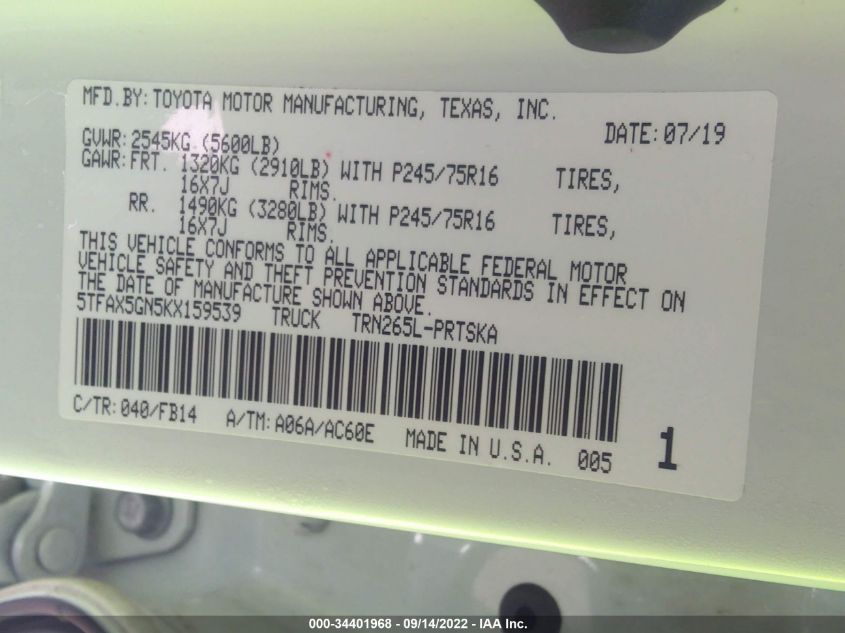 MFD.BY: TOYOTA MOTOR MANUFACTURING, TEXAS, INC.
DATE: 07/19
GVWR: 2545KG (5600LB)
GAWR: FRT. 1320KG (2910LB) WITH P245/75R16 TIRES,
16X7J RIMS.
RR. 1490KG (3280LB) WITH P245/75R16 TIRES,
16X7J RIMS.
THIS VEHICLE CONFORMS TO ALL APPLICABLE FEDERAL MOTOR
VEHICLE SAFETY AND THEFT PREVENTION STANDARDS IN EFFECT ON
THE DATE OF MANUFACTURE SHOWN ABOVE.
5TFAX5GN5KX159539 TRUCK TRN265L-PRTSKA
C/TR: 040/FB14 A/TM: A06A/AC60E MADE IN U.S.A. 005 1
000-34401968 - 09/14/2022 - IAA Inc.